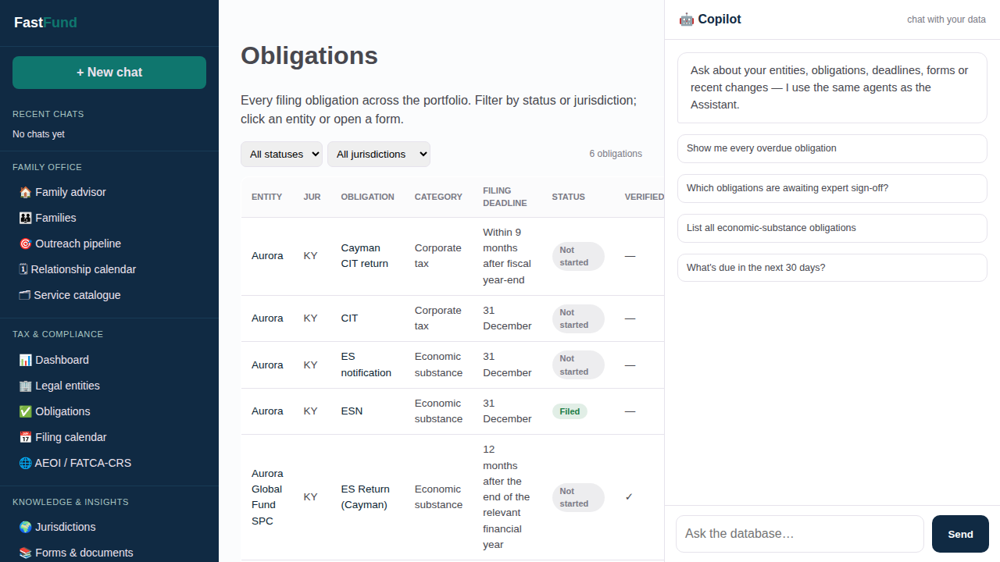 FastFund
+ New chat
RECENT CHATS
No chats yet
FAMILY OFFICE
Family advisor
Families
Outreach pipeline
Relationship calendar
Service catalogue
TAX & COMPLIANCE
Dashboard
Legal entities
Obligations
Filing calendar
AEOI / FATCA-CRS
KNOWLEDGE & INSIGHTS
Jurisdictions
Forms & documents
Obligations
Every filing obligation across the portfolio. Filter by status or jurisdiction;
click an entity or open a form.
All statuses All jurisdictions 6 obligations
ENTITY JUR OBLIGATION CATEGORY FILING DEADLINE STATUS VERIFIED
Aurora KY Cayman CIT return Corporate tax Within 9 months after fiscal year-end Not started —
Aurora KY CIT Corporate tax 31 December Not started —
Aurora KY ES notification Economic substance 31 December Not started —
Aurora KY ESN Economic substance 31 December Filed —
Aurora Global Fund SPC KY ES Return (Cayman) Economic substance 12 months after the end of the relevant financial year Not started ✓
Copilot chat with your data
Ask about your entities, obligations, deadlines, forms or
recent changes — I use the same agents as the
Assistant.
Show me every overdue obligation
Which obligations are awaiting expert sign-off?
List all economic-substance obligations
What's due in the next 30 days?
Ask the database…
Send